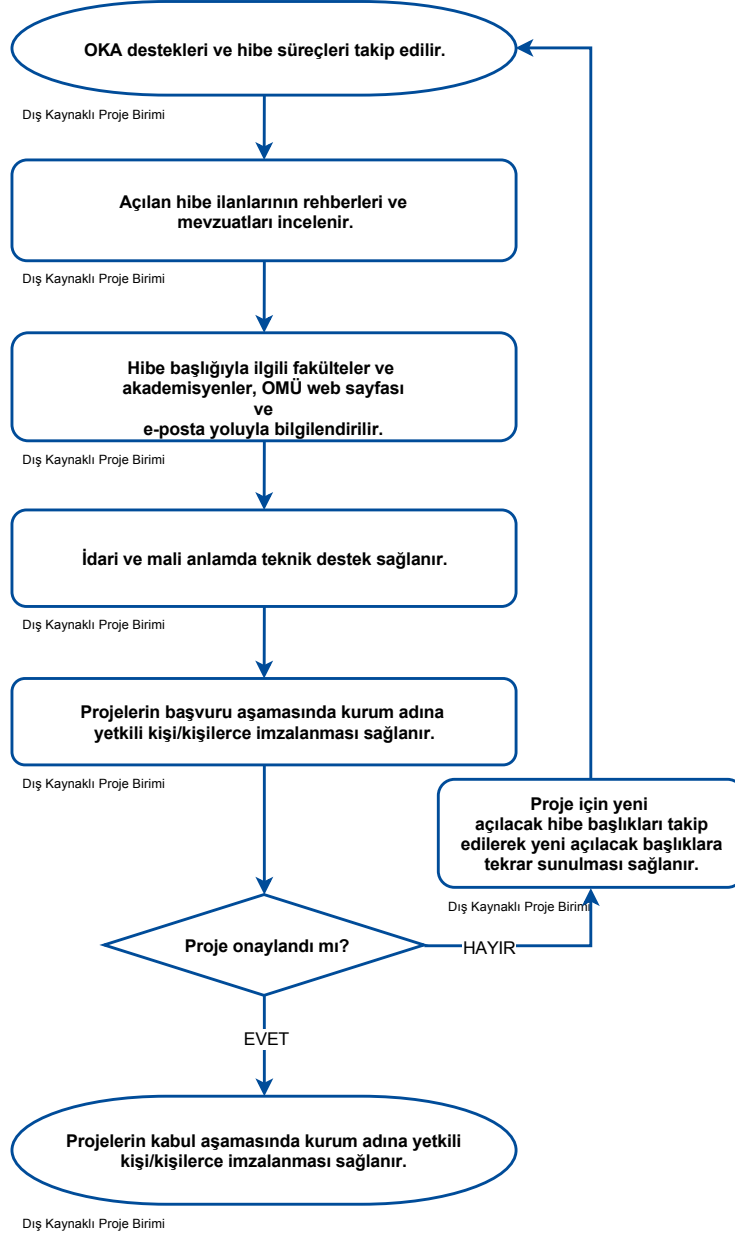 OKA destekleri ve hibe süreçleri takip edilir.
Dış Kaynaklı Proje Birimi
Açılan hibe ilanlarının rehberleri ve
mevzuatları incelenir.
Dış Kaynaklı Proje Birimi
Hibe başlığıyla ilgili fakülteler ve
akademisyenler, OMÜ web sayfası
ve
e-posta yoluyla bilgilendirilir.
Dış Kaynaklı Proje Birimi
İdari ve mali anlamda teknik destek sağlanır.
Dış Kaynaklı Proje Birimi
Projelerin başvuru aşamasında kurum adına
yetkili kişi/kişilerce imzalanması sağlanır.
Dış Kaynaklı Proje Birimi
Proje için yeni
açılacak hibe başlıkları takip
edilerek yeni açılacak başlıklara
tekrar sunulması sağlanır.
Dış Kaynaklı Proje Birimi
Proje onaylandı mı?
HAYIR
EVET
Projelerin kabul aşamasında kurum adına yetkili
kişi/kişilerce imzalanması sağlanır.
Dış Kaynaklı Proje Birimi